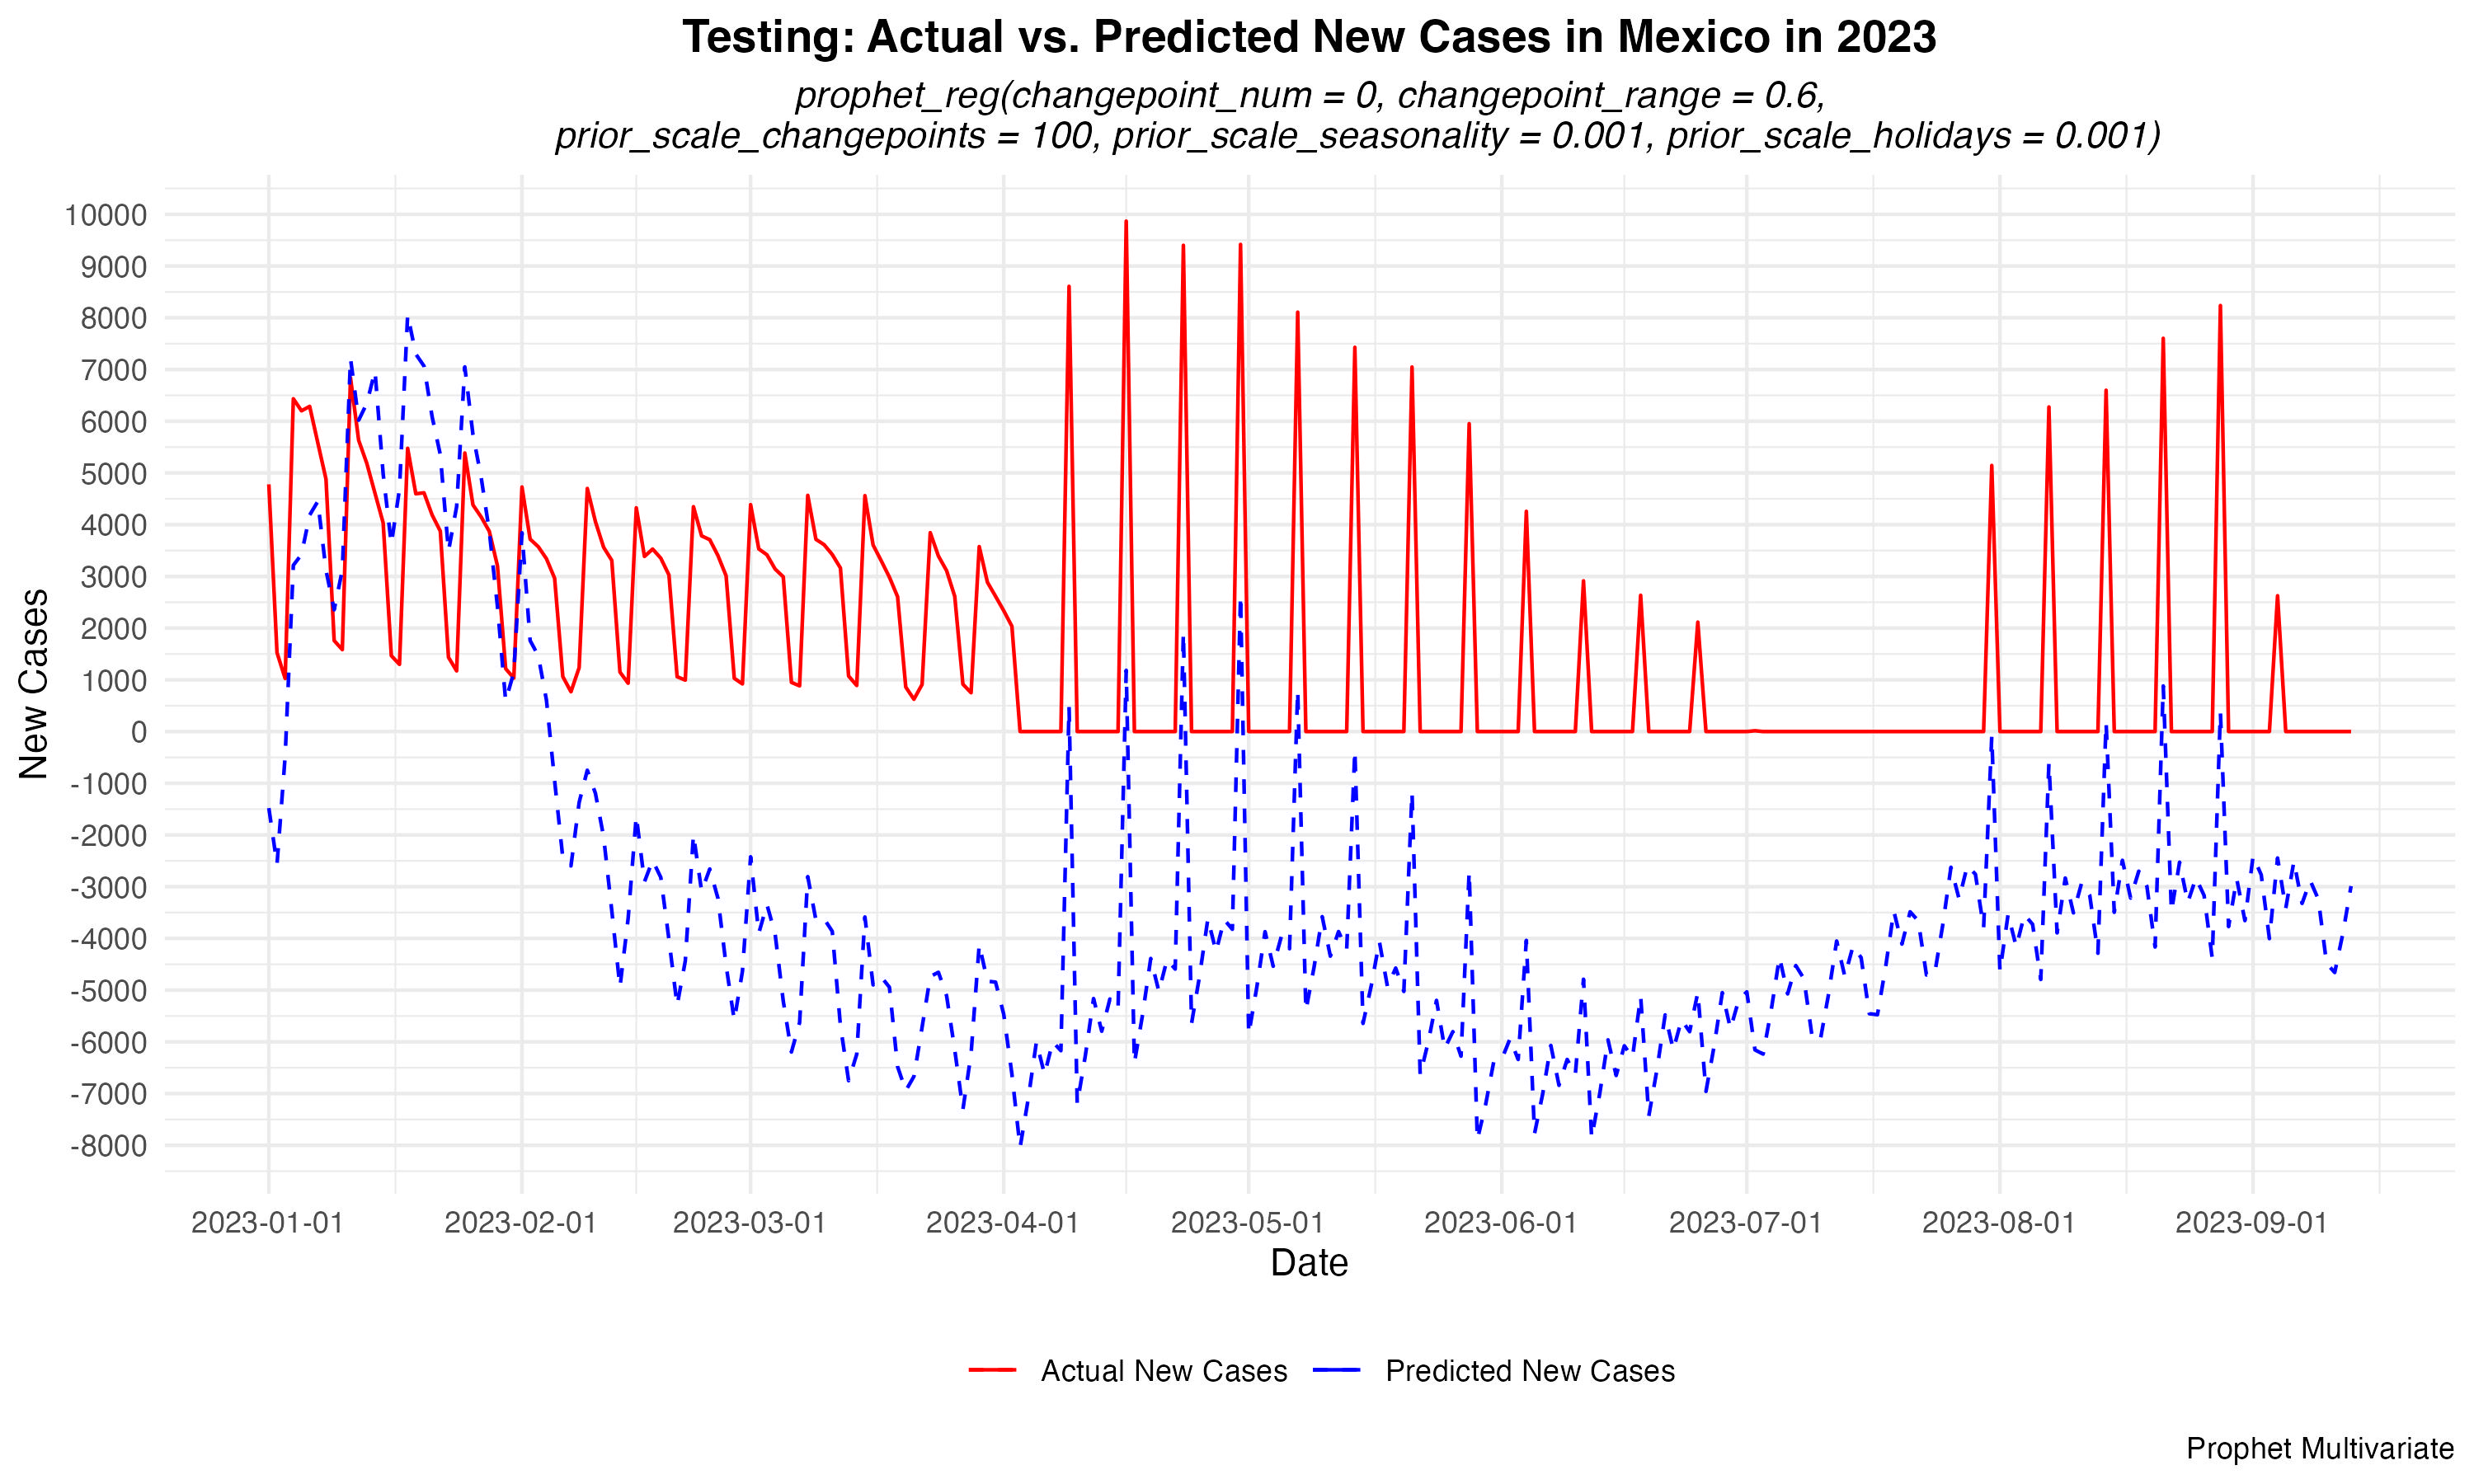 Testing: Actual vs. Predicted New Cases in Mexico in 2023
prophet_reg(changepoint_num = 0, changepoint_range = 0.6,
prior_scale_changepoints = 100, prior_scale_seasonality = 0.001, prior_scale_holidays = 0.001)
New Cases
10000
9000
8000
7000
6000
5000
4000
3000
2000
1000
0
-1000
-2000
-3000
-4000
-5000
-6000
-7000
-8000
2023-01-01 2023-02-01 2023-03-01 2023-04-01 2023-05-01 2023-06-01 2023-07-01 2023-08-01 2023-09-01
Date
Actual New Cases Predicted New Cases
Prophet Multivariate